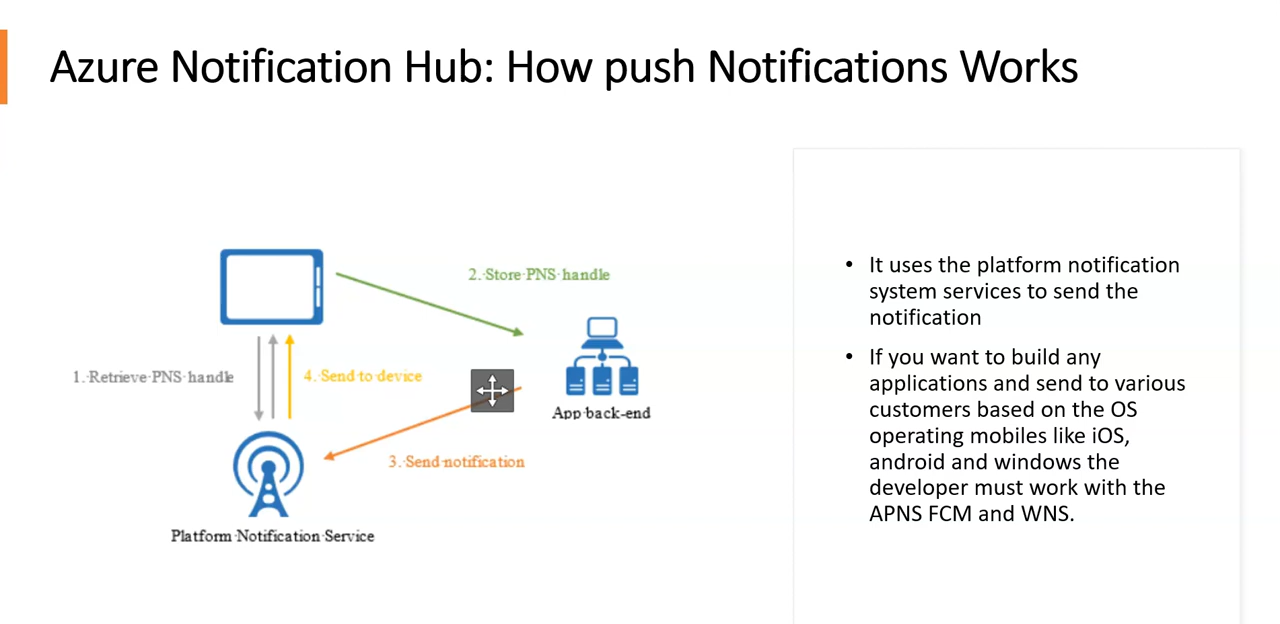 Azure Notification Hub: How push Notifications Works
2. Store PNS handle
1. Retrieve PNS handle
4. Send to device
App back-end
3. Send notification
Platform Notification Service
• It uses the platform notification
system services to send the
notification
• If you want to build any
applications and send to various
customers based on the OS
operating mobiles like iOS,
android and windows the
developer must work with the
APNS FCM and WNS.